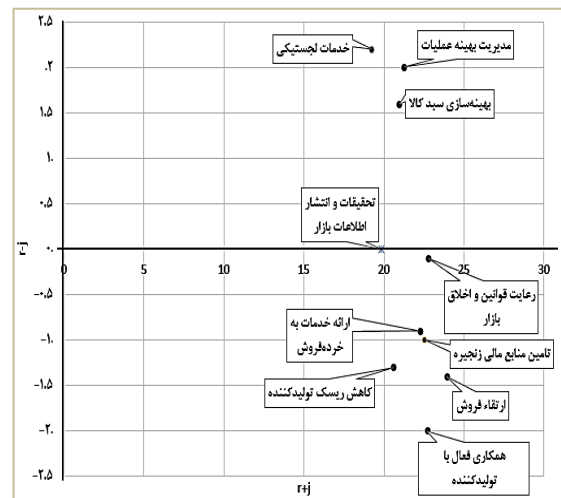 ۲.۵
خدمات لجستیکی
مدیریت بهینه عملیات
۲.
بهینه‌سازی سبد کالا
۱.۵
۱.
تحقیقات و انتشار
اطلاعات بازار
۰.۵
r-j
۰.
0 5 10 15 20 25 30
رعایت قوانین و اخلاق
بازار
−۰.۵
ارائه خدمات به
خرده‌فروش
−۱.
تامین منابع مالی زنجیره
کاهش ریسک تولیدکننده
−۱.۵
ارتقاء فروش
−۲.
همکاری فعال با
تولیدکننده
−۲.۵
r+j